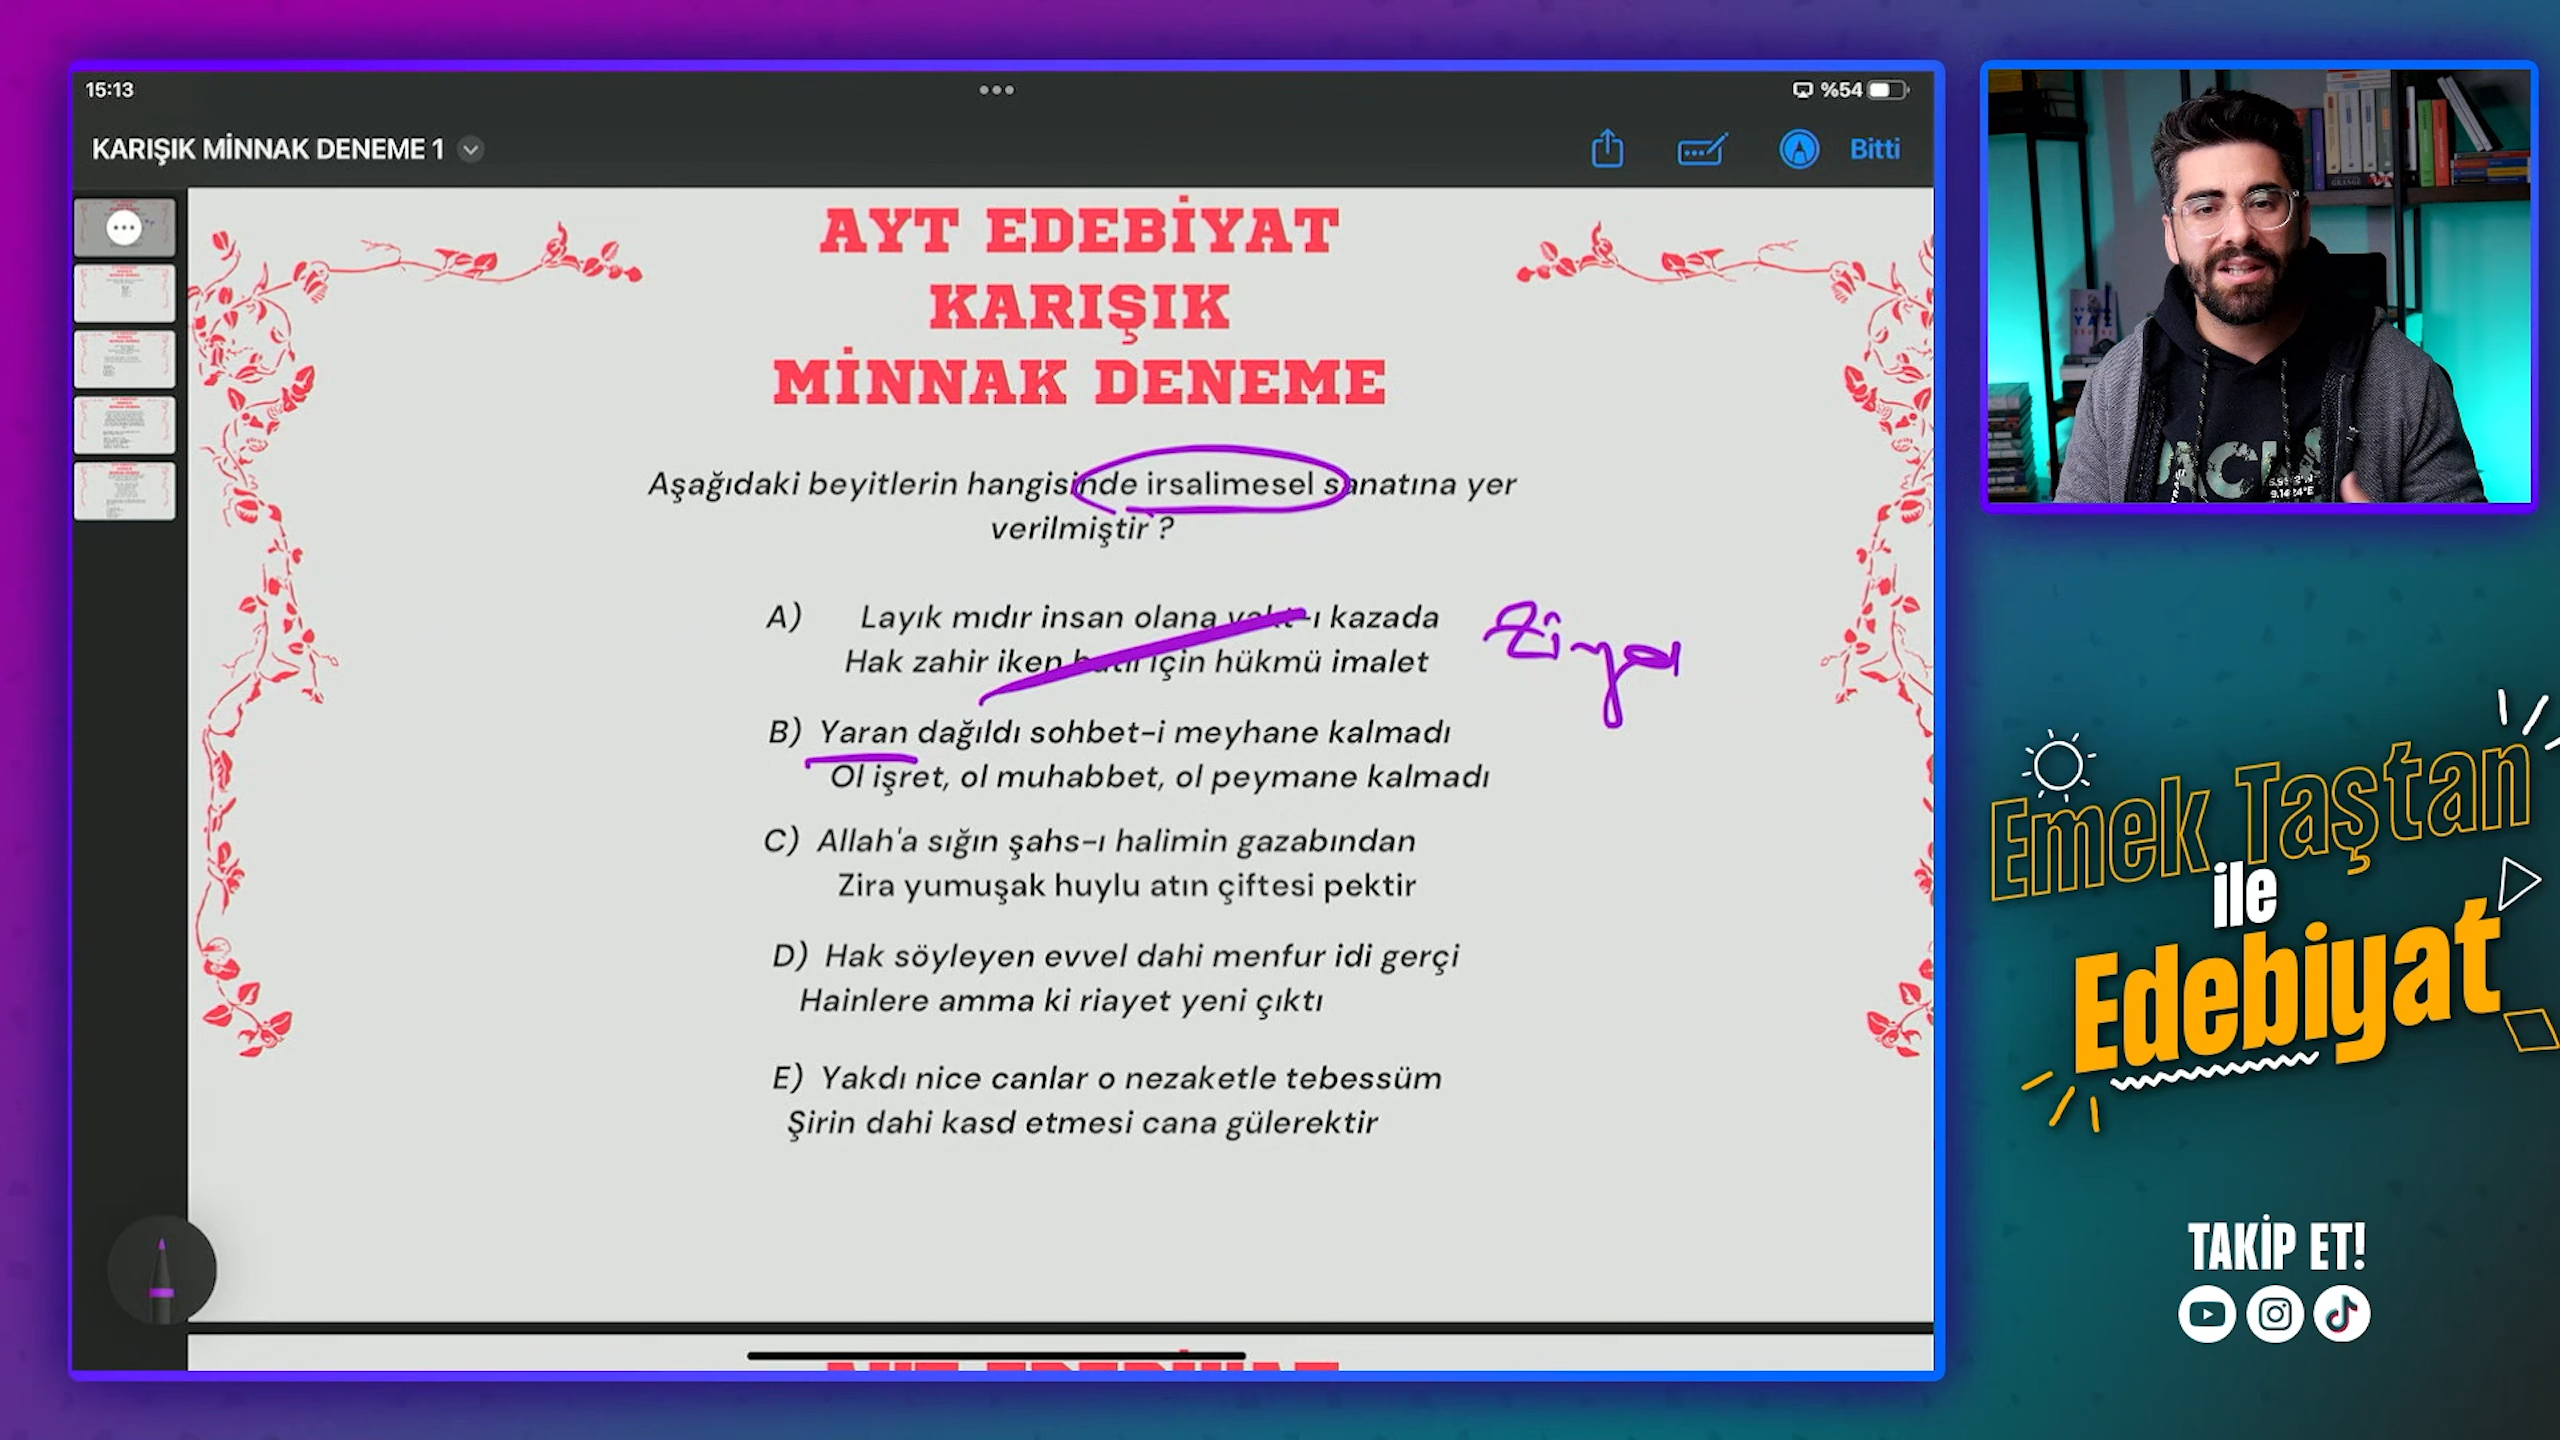 15:13
%54
KARIŞIK MİNNAK DENEME 1
Bitti
AYT EDEBİYAT
KARIŞIK
MİNNAK DENEME
Aşağıdaki beyitlerin hangisinde irsalimesel sanatına yer
verilmiştir ?
A) Layık mıdır insan olana vakt-ı kazada
Hak zahir iken batıl için hükmü imalet
Ziya
B) Yaran dağıldı sohbet-i meyhane kalmadı
Ol işret, ol muhabbet, ol peymane kalmadı
C) Allah'a sığın şahs-ı halimin gazabından
Zira yumuşak huylu atın çiftesi pektir
D) Hak söyleyen evvel dahi menfur idi gerçi
Hainlere amma ki riayet yeni çıktı
E) Yakdı nice canlar o nezaketle tebessüm
Şirin dahi kasd etmesi cana gülerektir
Emek Taştan
ile
Edebiyat
TAKİP ET!